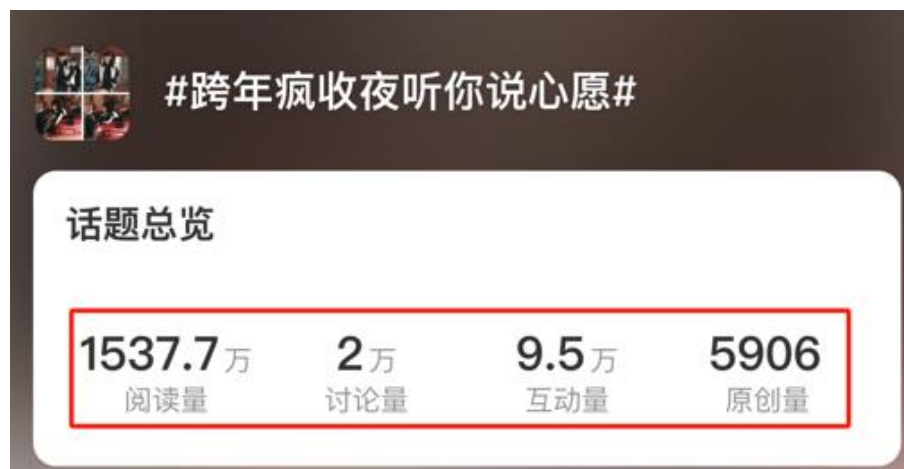 #跨年疯收夜听你说心愿#
话题总览
1537.7万 2万 9.5万 5906
阅读量 讨论量 互动量 原创量